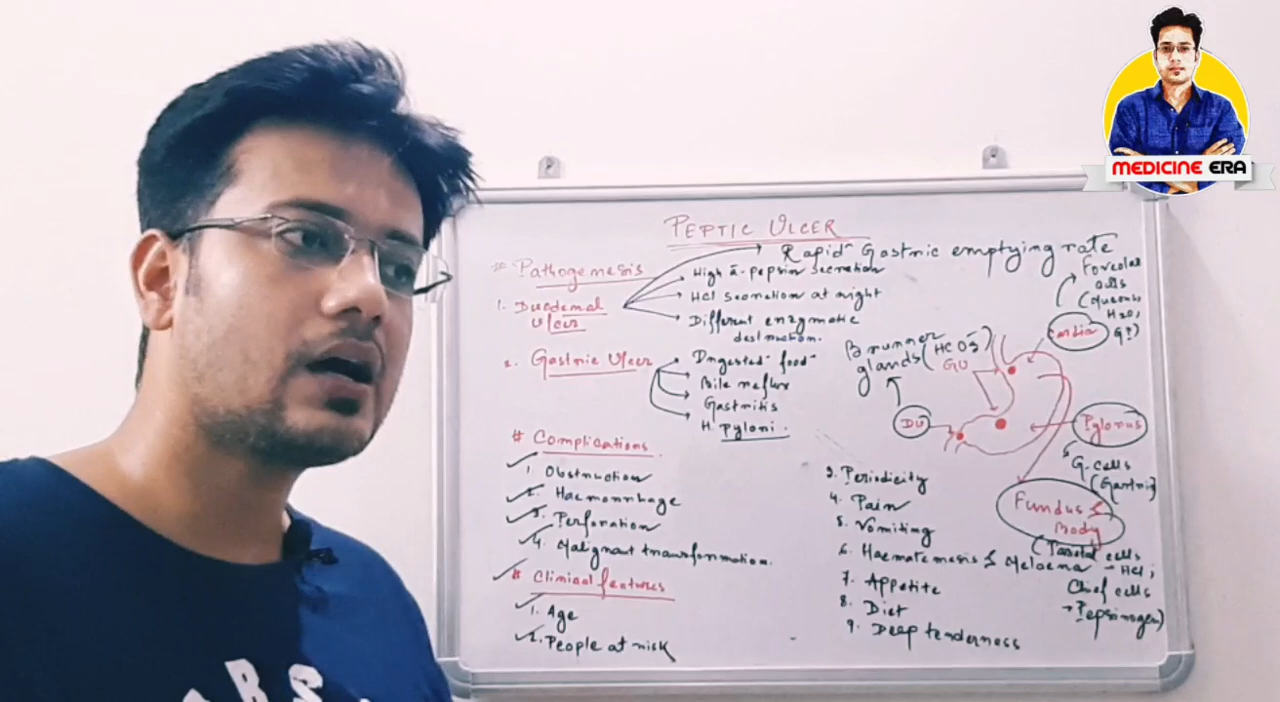 MEDICINE ERA
PEPTIC ULCER
Pathogenesis
Rapid Gastric emptying rate
High a-pepsin secretion
HCl secretion at night
Different enzymatic
destruction.
1. Duodenal
Ulcer
2. Gastric Ulcer
Ingested food
Bile reflux
Gastritis
H. Pylori.
# Complications
1. Obstruction
2. Haemorrhage
3. Perforation
4. Malignant transformation.
# Clinical features
1. Age
2. People at risk
3. Periodicity
4. Pain
5. Vomiting
6. Haematemesis & Melaena
7. Appetite
8. Diet
9. Deep tenderness
Brunner
glands (HCO3-)
GU
DU
Cardia
Foveolar
cells
(Mucous,
H2O,
Pylorus
G-cells
(Gastrin)
Fundus &
Body
(Parietal cells
- HCl;
Chief cells
→ Pepsinogen)
BRS